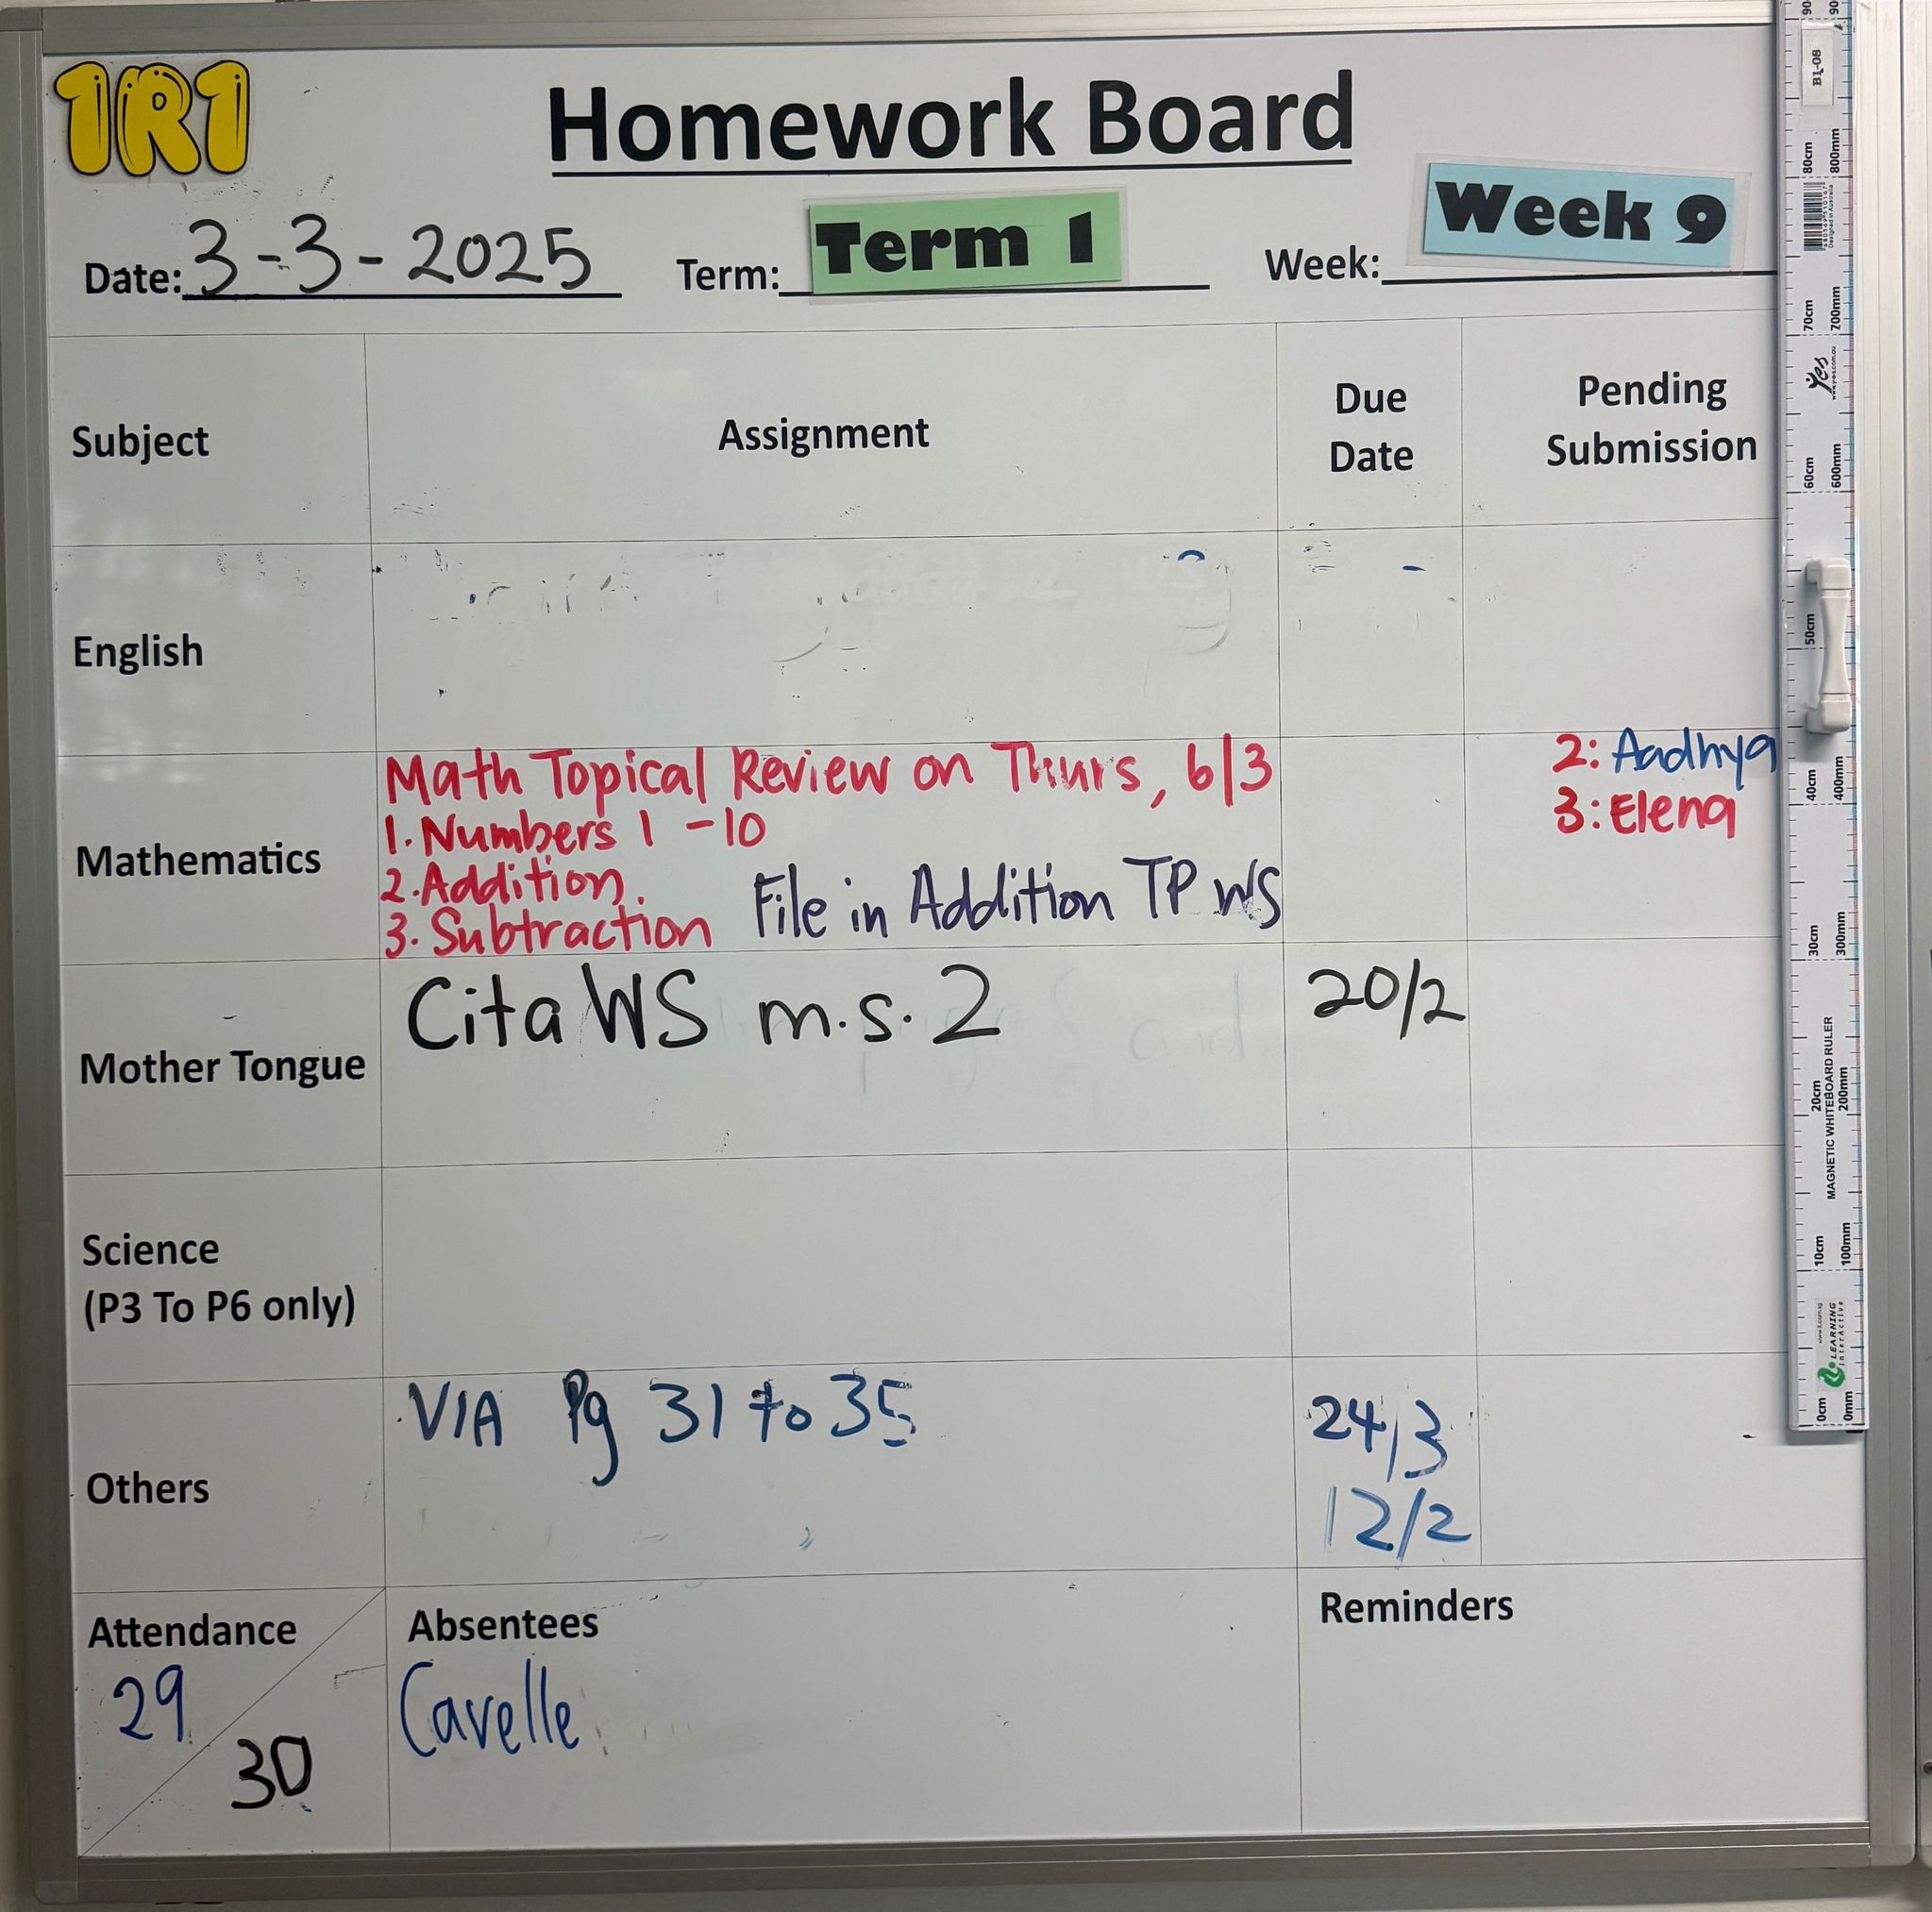 1R1
Homework Board
Date: 3-3-2025 Term: Term 1 Week: Week 9
Subject
Assignment
Due
Date
Pending
Submission
English
Mathematics
Math Topical Review on Thurs, 6/3
1. Numbers 1 - 10
2. Addition.
3. Subtraction File in Addition TP WS
2: Aadhya
3: Elena
Mother Tongue
Cita WS m.s. 2
20/2
Science
(P3 To P6 only)
Others
VIA Pg 31 to 35
24/3
12/2
Attendance
29
30
Absentees
Cavelle
Reminders
B1-08
90
90
80cm
800mm
70cm
700mm
60cm
600mm
50cm
40cm
400mm
30cm
300mm
20cm
200mm
10cm
100mm
0cm
0mm
Yes
MAGNETIC WHITEBOARD RULER
LEARNING
InterActive